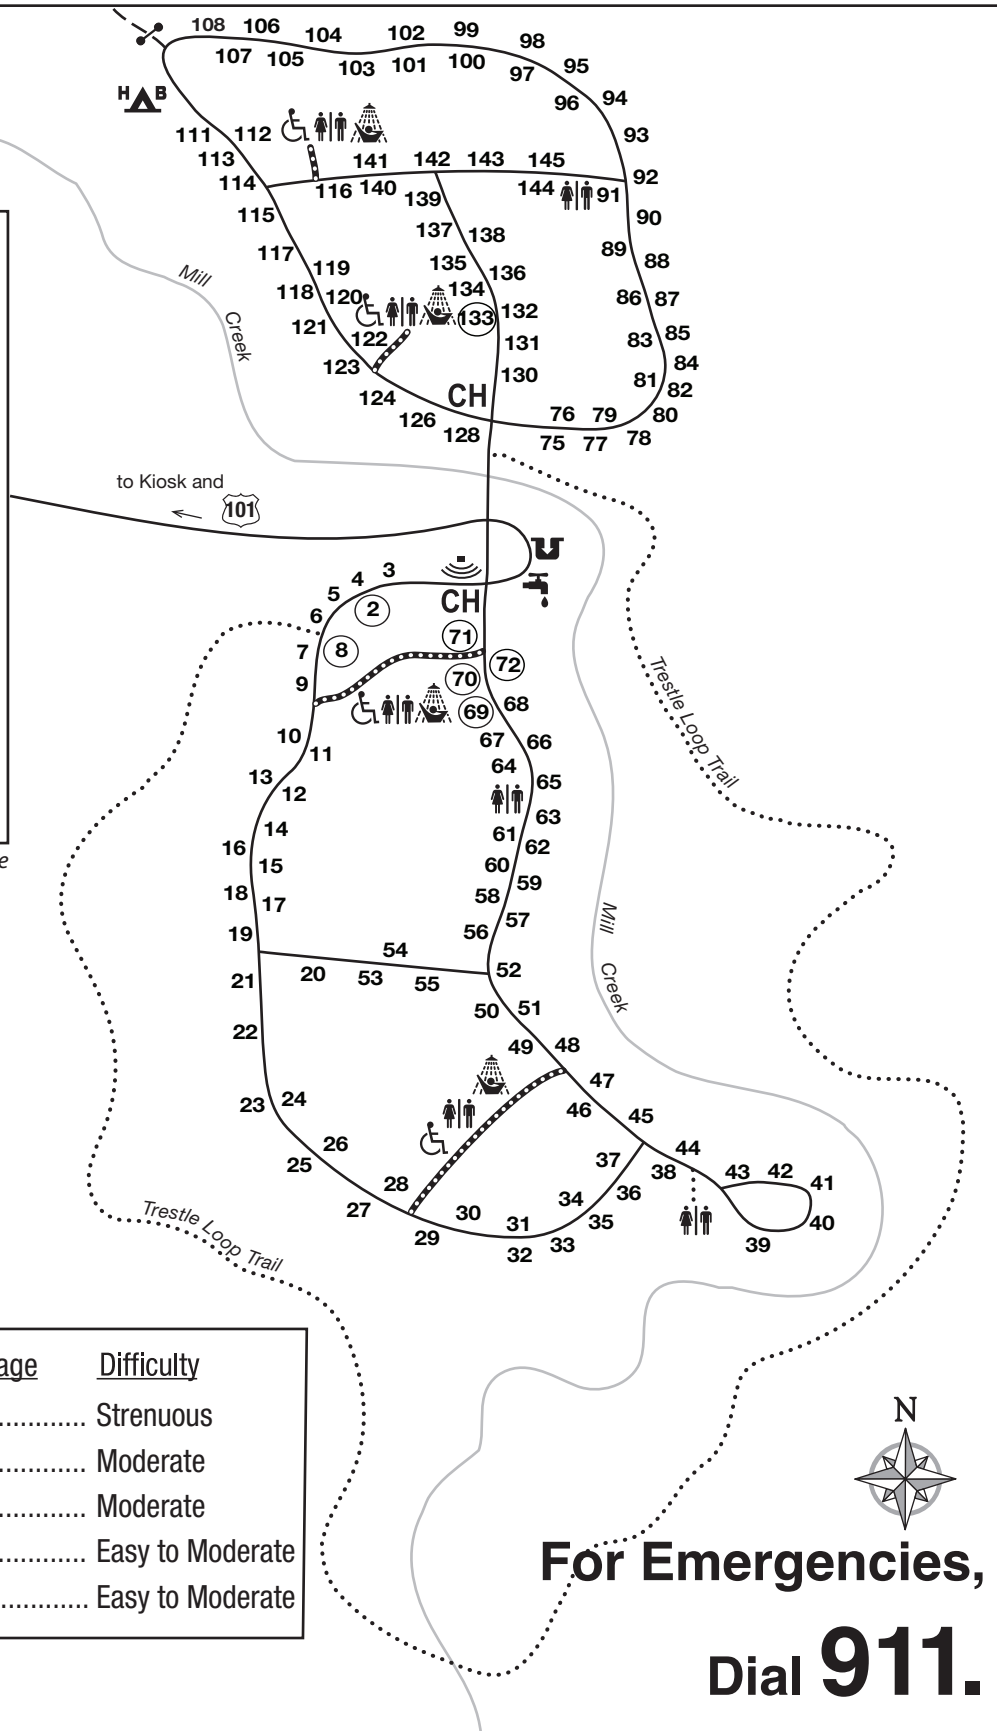 108 106 104 102 99 98
107 105 103 101 100 97 95
96 94
H B
93
111 112
113 141 142 143 145
114 116 140 139 144 91 92
115 90
137 138
117 89 88
119 135 136
118 120 134 86 87
133 132
121 122 131 83 85
123 130 84
81 82
124 CH
126 76 79 80
128 75 77 78
Mill
Creek
to Kiosk and
101
3
4
5 2 CH
6
7 8 71
72
9 70
69 68
10 67 66
11
64
13 65
12
63
14 61
16 62
15 60
59
18 58
17 57
19 56
54
20 53 55 52
21
50 51
22
49 48
47
24 46
23 45
26
25 37 44
28 38 43 42 41
36
27 34
30 31 35 40
29 32 33 39
Trestle Loop Trail
Mill
Creek
Trestle Loop Trail
e
age Difficulty
............ Strenuous
............ Moderate
............ Moderate
............ Easy to Moderate
............ Easy to Moderate
N
For Emergencies,
Dial 911.